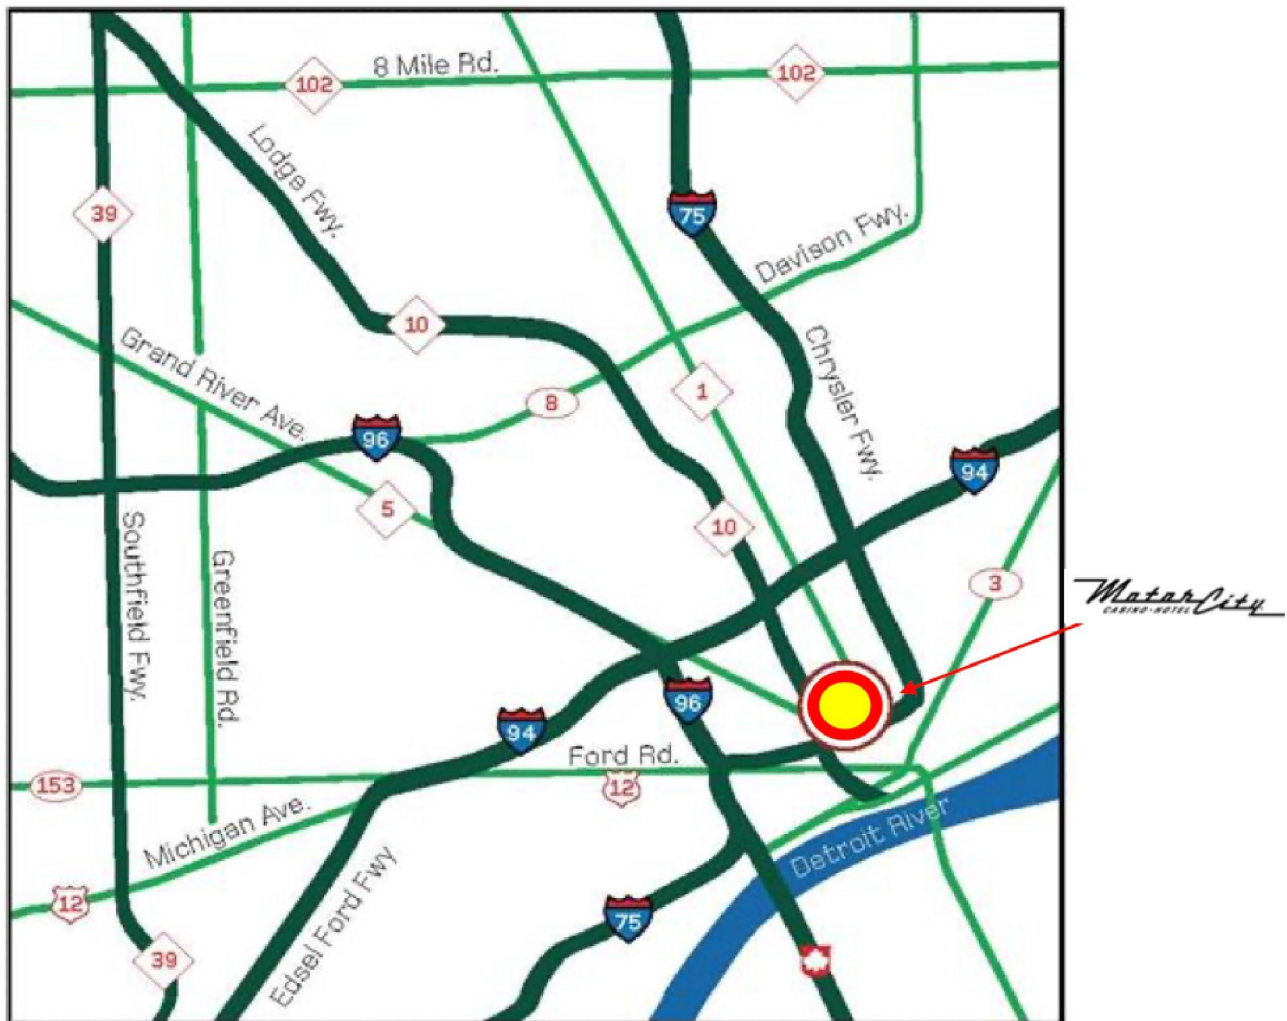 8 Mile Rd.
102
102
Lodge Fwy.
39
75
Davison Fwy.
10
Grand River Ave.
Chrysler Fwy.
1
8
96
94
5
10
Southfield Fwy.
Greenfield Rd.
3
MotorCity
CASINO·HOTEL
96
94
Ford Rd.
153
12
Michigan Ave.
Detroit River
12
Edsel Ford Fwy
75
39